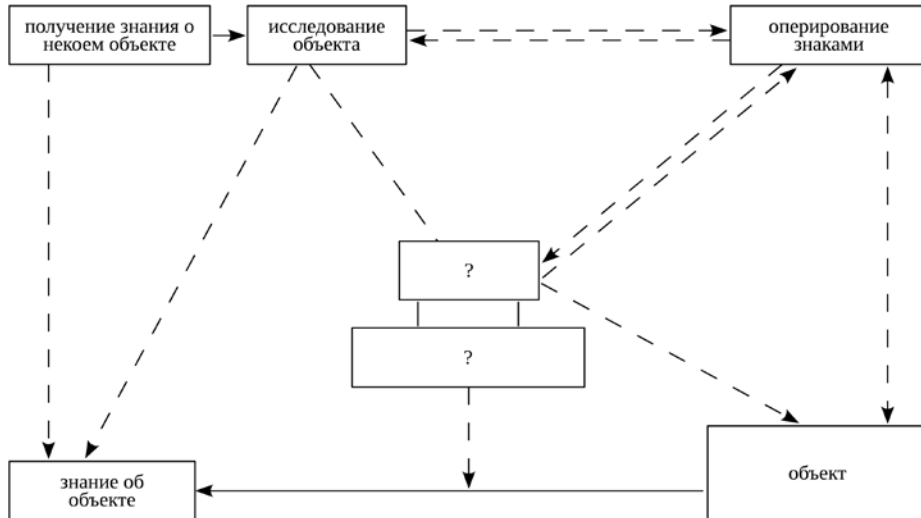 получение знания о
некоем объекте
исследование
объекта
оперирование
знаками
?
?
знание об
объекте
объект